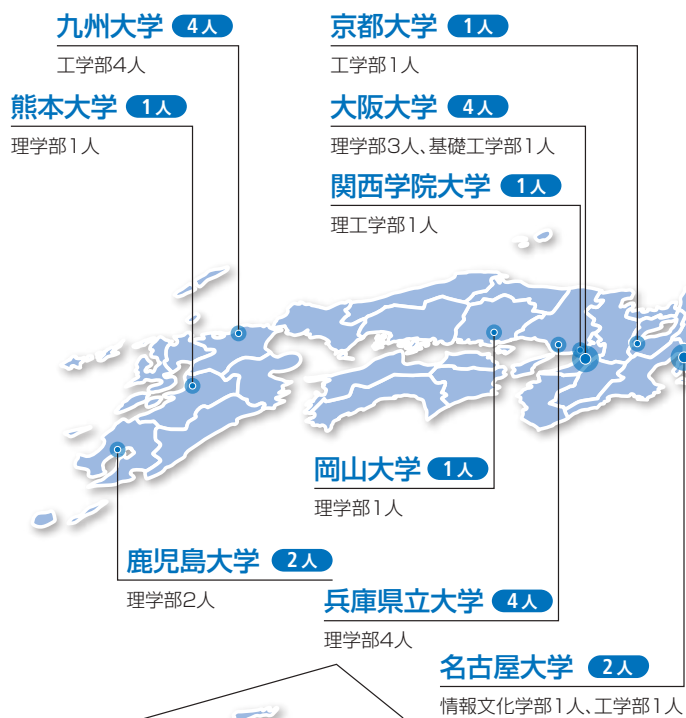 九州大学 4人
工学部4人
熊本大学 1人
理学部1人
京都大学 1人
工学部1人
大阪大学 4人
理学部3人、基礎工学部1人
関西学院大学 1人
理工学部1人
岡山大学 1人
理学部1人
鹿児島大学 2人
理学部2人
兵庫県立大学 4人
理学部4人
名古屋大学 2人
情報文化学部1人、工学部1人